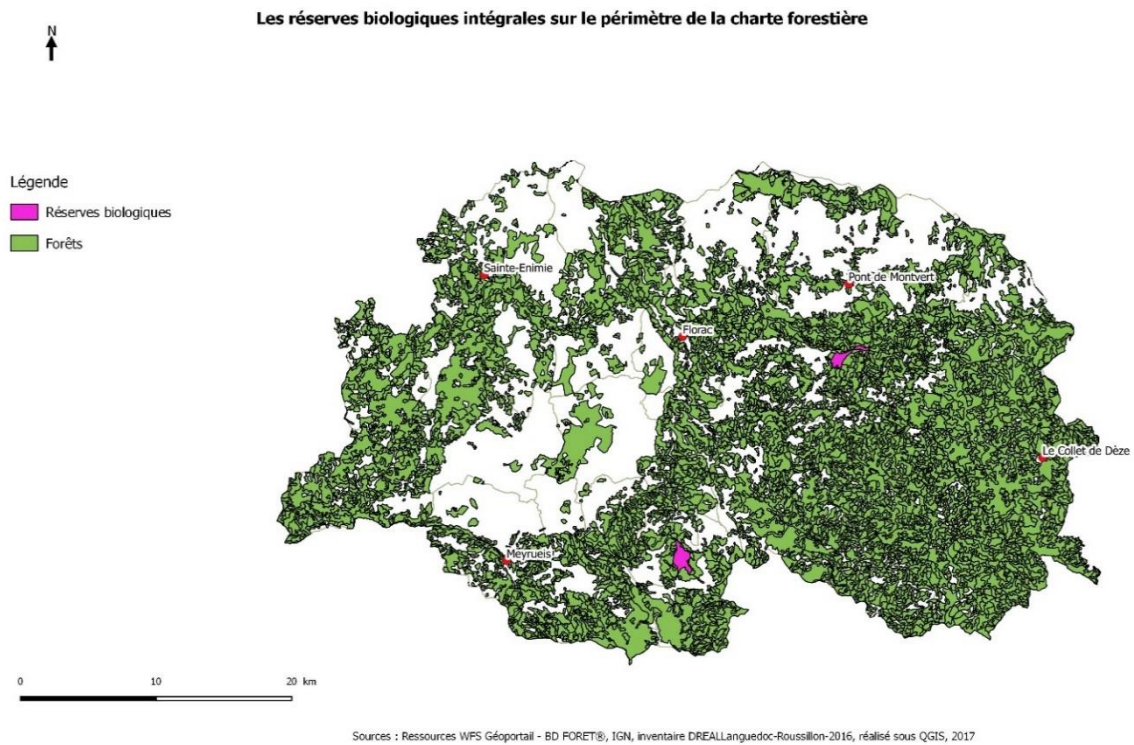 Les réserves biologiques intégrales sur le périmètre de la charte forestière
N
Légende
Réserves biologiques
Forêts
Sainte-Enimie
Pont de Montvert
Florac
Le Collet de Dèze
Meyrueis
0 10 20 km
Sources : Ressources WFS Géoportail - BD FORET®, IGN, inventaire DREALLanguedoc-Roussillon-2016, réalisé sous QGIS, 2017